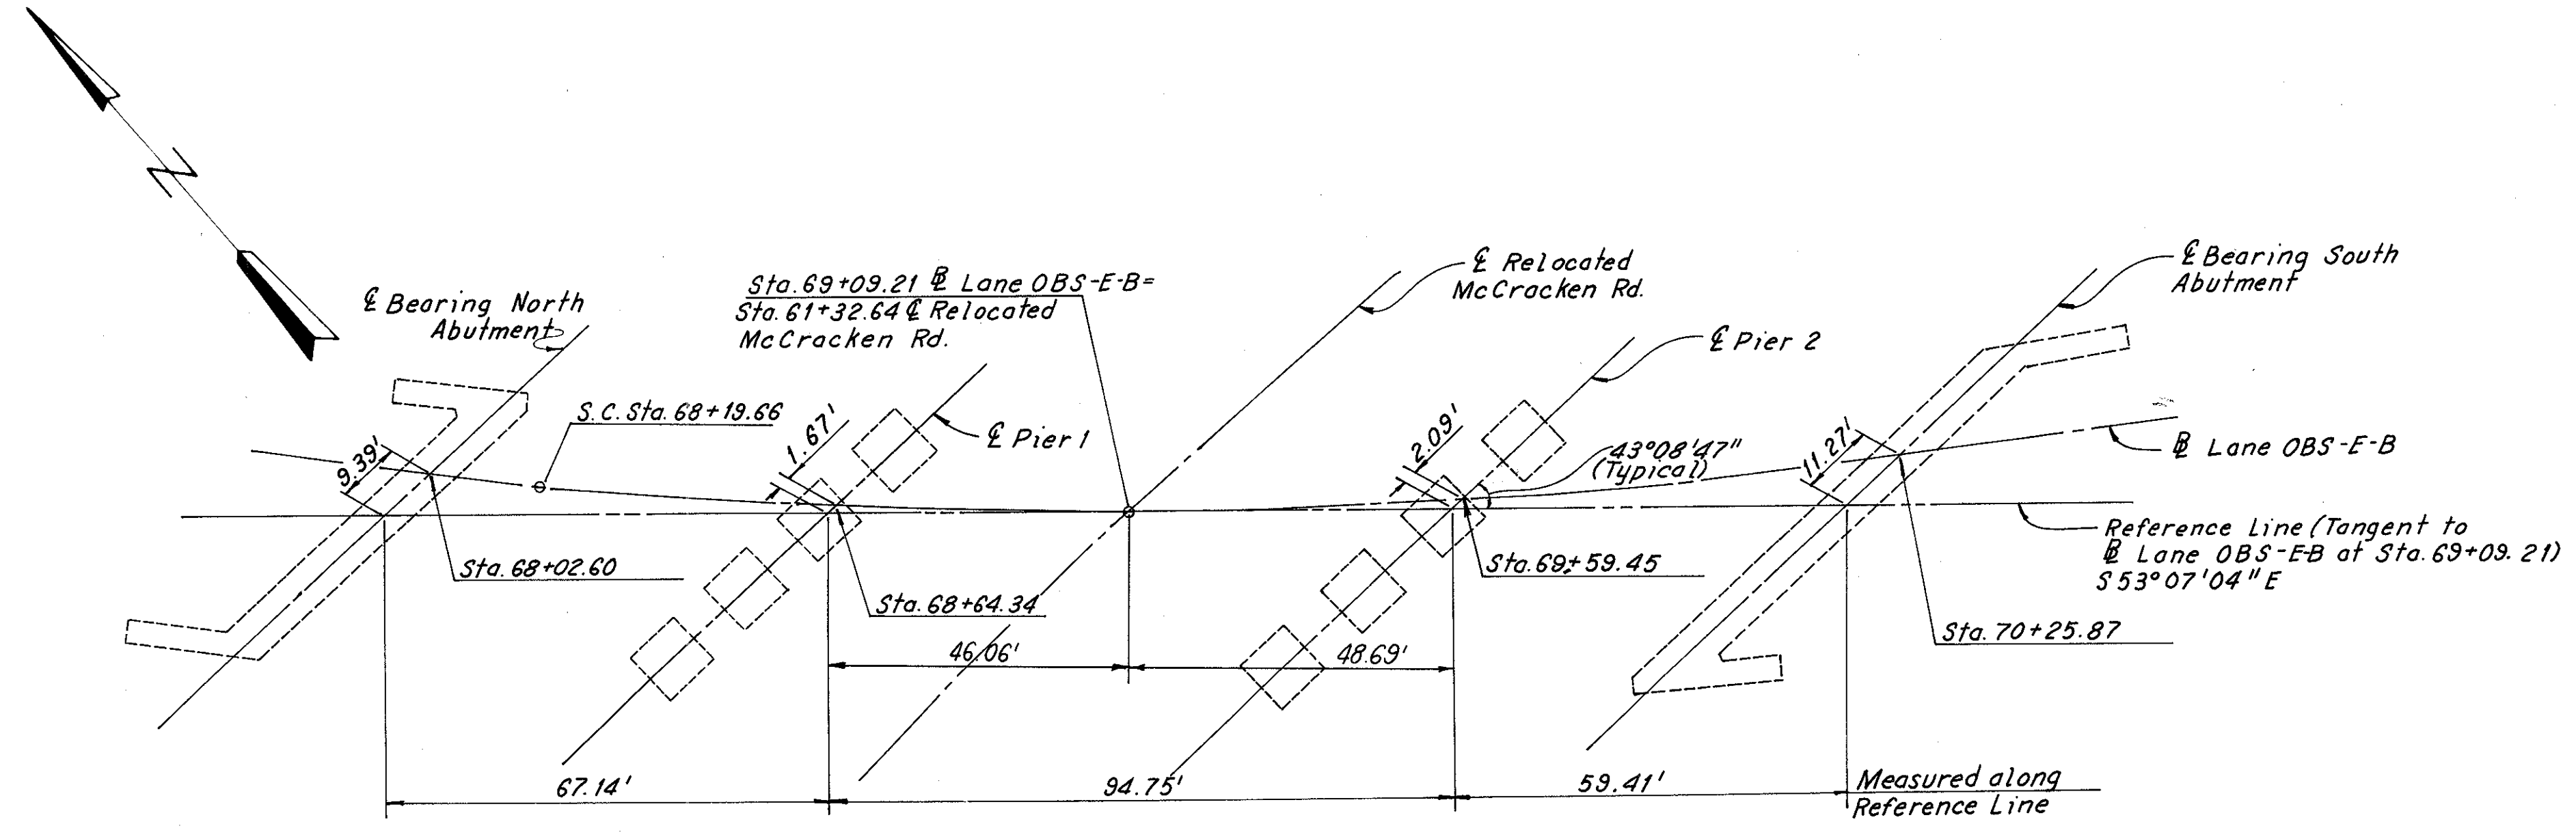 ℄ Bearing North
Abutment
Sta. 69+09.21 ℄ Lane OBS-E-B=
Sta. 61+32.64 ℄ Relocated
McCracken Rd.
℄ Relocated
McCracken Rd.
℄ Bearing South
Abutment
℄ Pier 2
S.C. Sta. 68+19.66
1.67'
℄ Pier 1
2.09'
43°08'47"
(Typical)
11.27'
9.39'
B Lane OBS-E-B
Reference Line (Tangent to
B Lane OBS-E-B at Sta. 69+09.21)
S 53°07'04" E
Sta. 68+02.60
Sta. 68+64.34
Sta. 69+59.45
Sta. 70+25.87
46.06'
48.69'
67.14'
94.75'
59.41'
Measured along
Reference Line
N